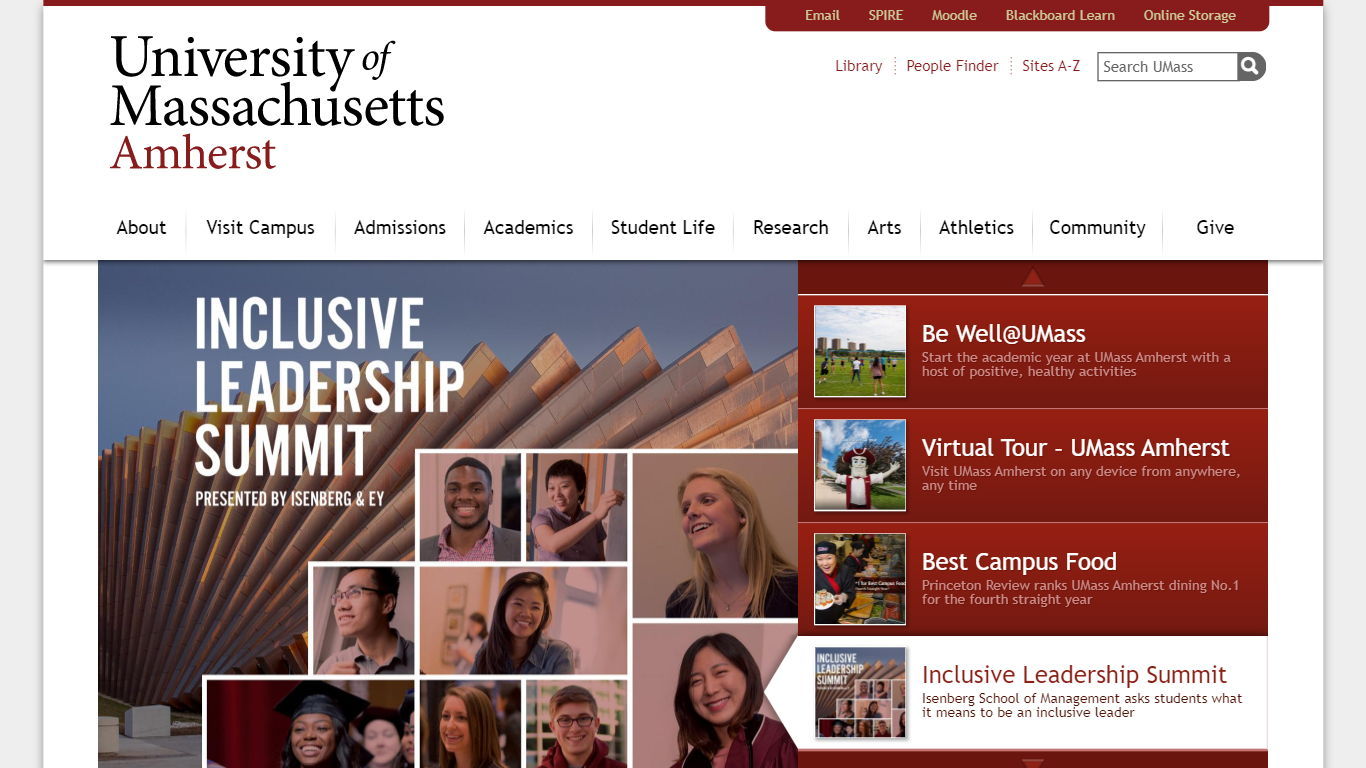 Email SPIRE Moodle Blackboard Learn Online Storage
University of
Massachusetts
Amherst
Library People Finder Sites A-Z Search UMass
About Visit Campus Admissions Academics Student Life Research Arts Athletics Community Give
INCLUSIVE
LEADERSHIP
SUMMIT
PRESENTED BY ISENBERG & EY
Be Well@UMass
Start the academic year at UMass Amherst with a
host of positive, healthy activities
Virtual Tour – UMass Amherst
Visit UMass Amherst on any device from anywhere,
any time
Best Campus Food
Princeton Review ranks UMass Amherst dining No.1
for the fourth straight year
INCLUSIVE
LEADERSHIP
SUMMIT
Inclusive Leadership Summit
Isenberg School of Management asks students what
it means to be an inclusive leader